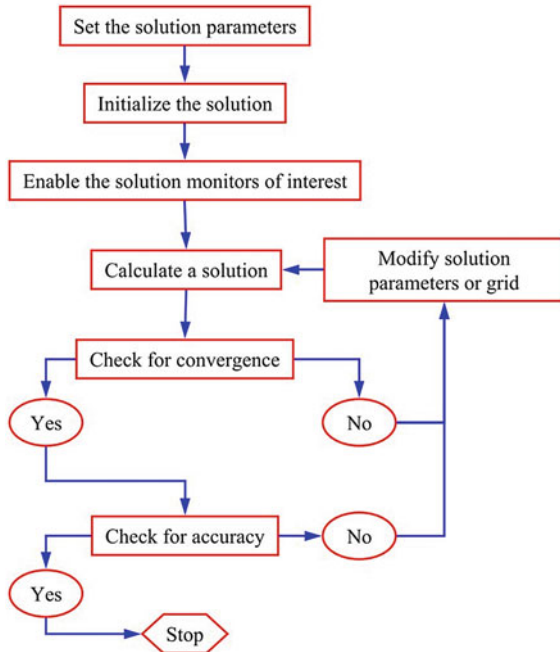 Set the solution parameters
Initialize the solution
Enable the solution monitors of interest
Calculate a solution
Modify solution
parameters or grid
Check for convergence
Yes
No
Check for accuracy
No
Yes
Stop